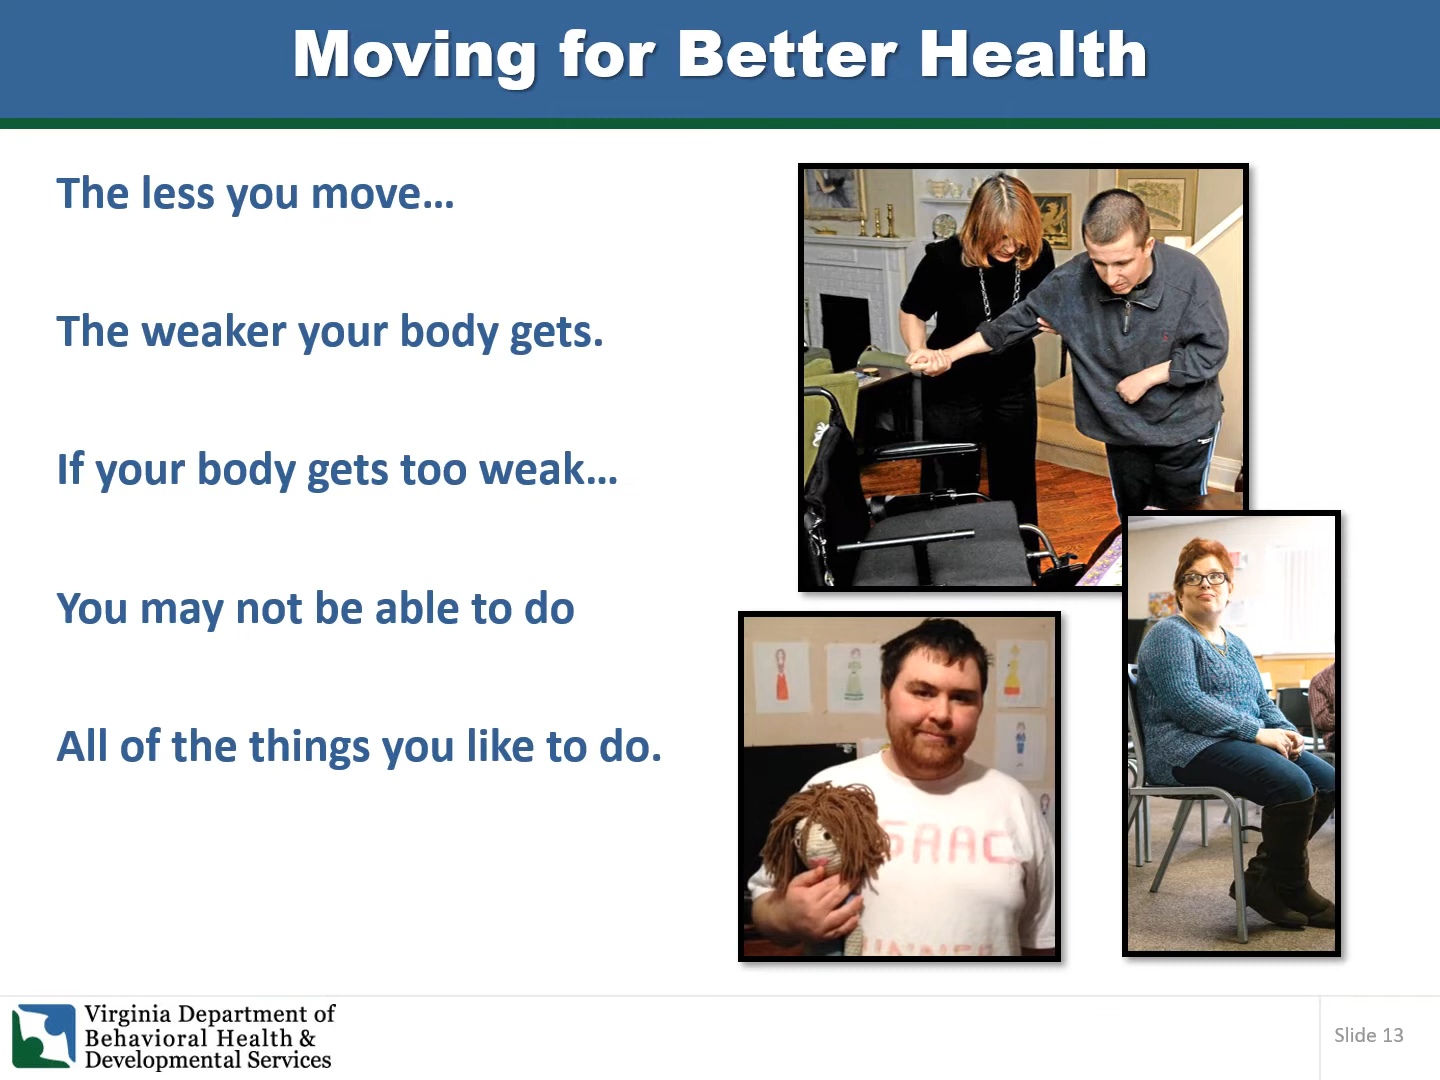 Moving for Better Health
The less you move…
The weaker your body gets.
If your body gets too weak…
You may not be able to do
All of the things you like to do.
SAAC
Virginia Department of
Behavioral Health &
Developmental Services
Slide 13